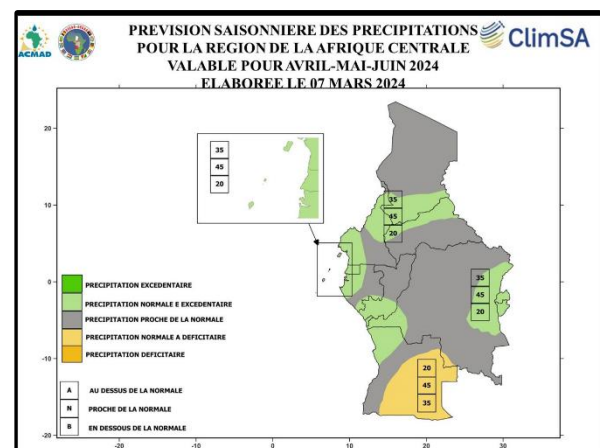 PREVISION SAISONNIERE DES PRECIPITATIONS
POUR LA REGION DE LA AFRIQUE CENTRALE
VALABLE POUR AVRIL-MAI-JUIN 2024
ELABOREE LE 07 MARS 2024
ACMAD
ClimSA
20
10
0
-10
-20
35
45
20
35
45
20
35
45
20
20
45
35
PRECIPITATION EXCEDENTAIRE
PRECIPITATION NORMALE E EXCEDENTAIRE
PRECIPITATION PROCHE DE LA NORMALE
PRECIPITATION NORMALE A DEFICITAIRE
PRECIPITATION DEFICITAIRE
A AU DESSUS DE LA NORMALE
N PROCHE DE LA NORMALE
B EN DESSOUS DE LA NORMALE
-20 -10 0 10 20 30